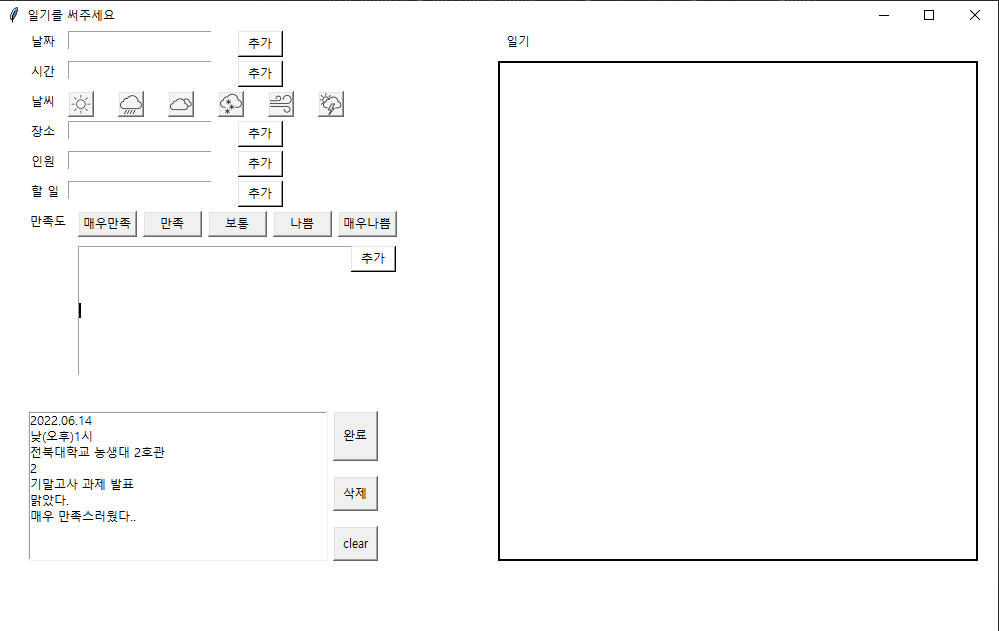 일기를 써주세요
날짜 추가
일기
시간 추가
날씨
장소 추가
인원 추가
할 일 추가
만족도 매우만족 만족 보통 나쁨 매우나쁨
추가
2022.06.14
낮(오후)1시
전북대학교 농생대 2호관
2
기말고사 과제 발표
맑았다.
매우 만족스러웠다..
완료
삭제
clear